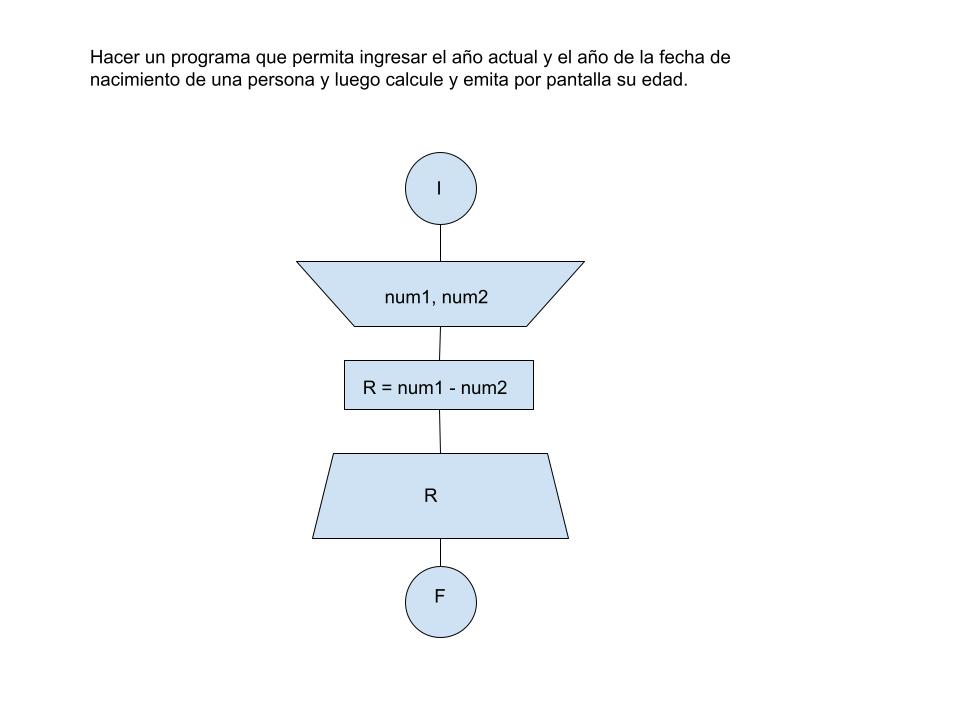 Hacer un programa que permita ingresar el año actual y el año de la fecha de
nacimiento de una persona y luego calcule y emita por pantalla su edad.
I
num1, num2
R = num1 - num2
R
F